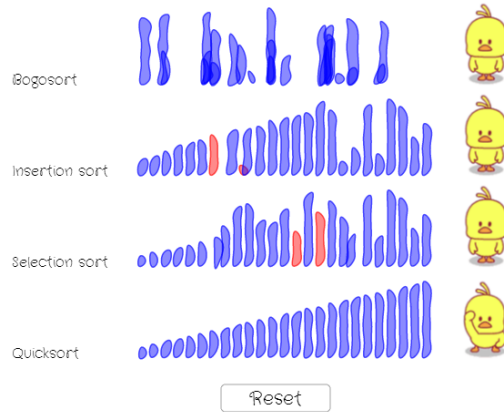 Bogosort
Insertion sort
Selection sort
Quicksort
Reset